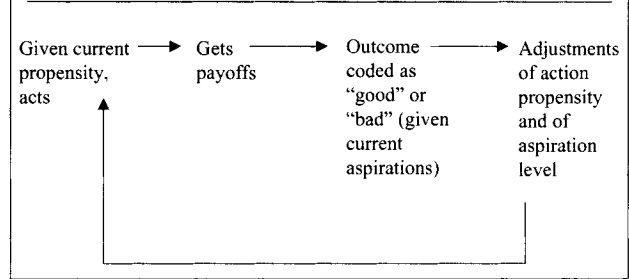 Given current
propensity,
acts
Gets
payoffs
Outcome
coded as
“good” or
“bad” (given
current
aspirations)
Adjustments
of action
propensity
and of
aspiration
level